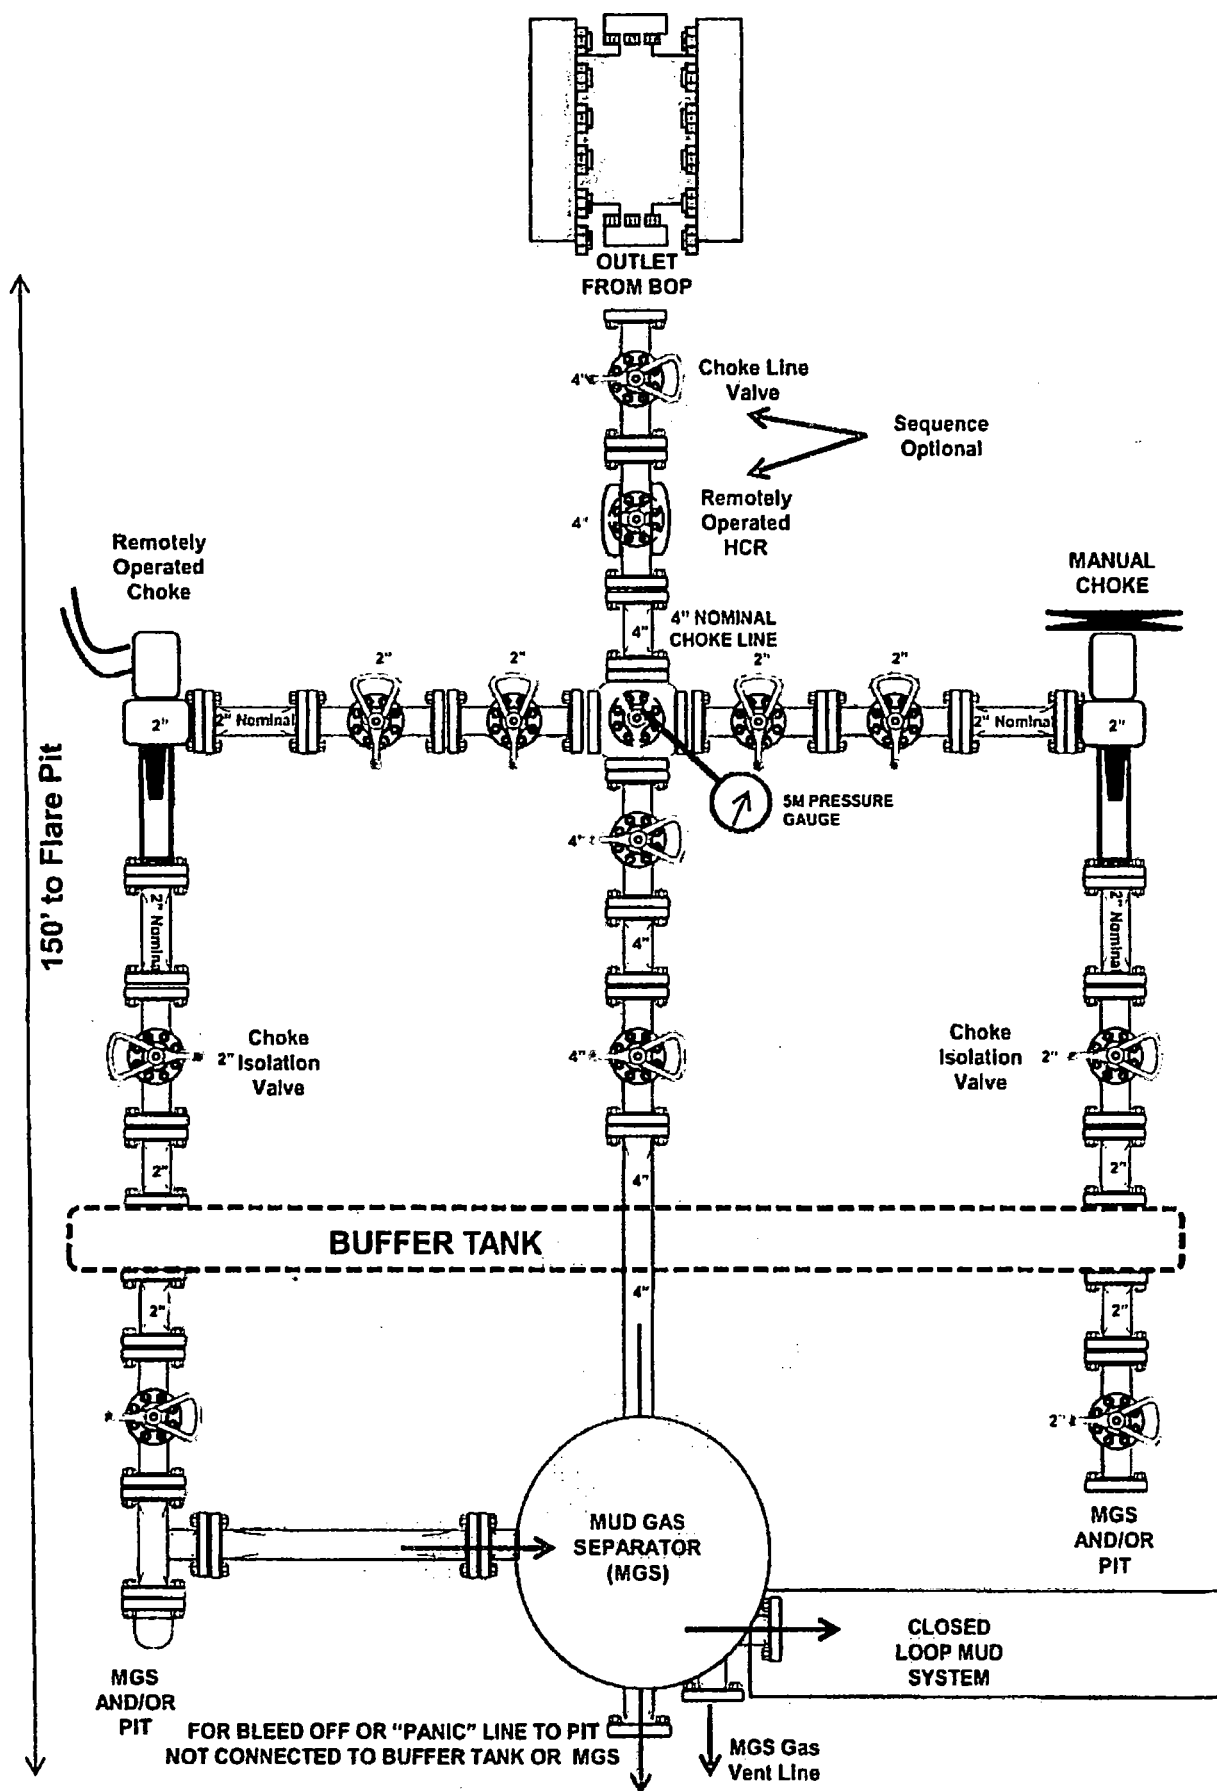 OUTLET
FROM BOP
4"
Choke Line
Valve
Sequence
Optional
4"
Remotely
Operated
HCR
Remotely
Operated
Choke
MANUAL
CHOKE
4"
4" NOMINAL
CHOKE LINE
2"
2"
2"
2"
2"
2" Nominal
2" Nominal
2"
5M PRESSURE
GAUGE
150' to Flare Pit
4"
2" Nominal
4"
2" Nominal
2"
Choke
Isolation
Valve
4"
Choke
Isolation
Valve
2"
2"
4"
2"
BUFFER TANK
2"
4"
2"
2"
MUD GAS
SEPARATOR
(MGS)
MGS
AND/OR
PIT
CLOSED
LOOP MUD
SYSTEM
MGS
AND/OR
PIT
FOR BLEED OFF OR "PANIC" LINE TO PIT
NOT CONNECTED TO BUFFER TANK OR MGS
MGS Gas
Vent Line